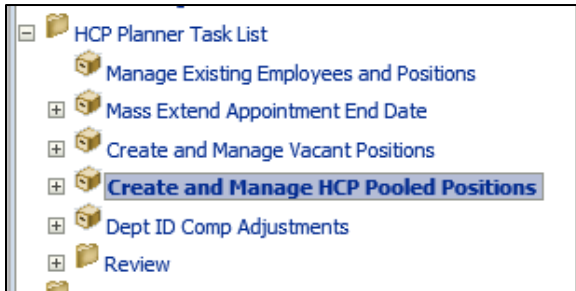 HCP Planner Task List
Manage Existing Employees and Positions
Mass Extend Appointment End Date
Create and Manage Vacant Positions
Create and Manage HCP Pooled Positions
Dept ID Comp Adjustments
Review